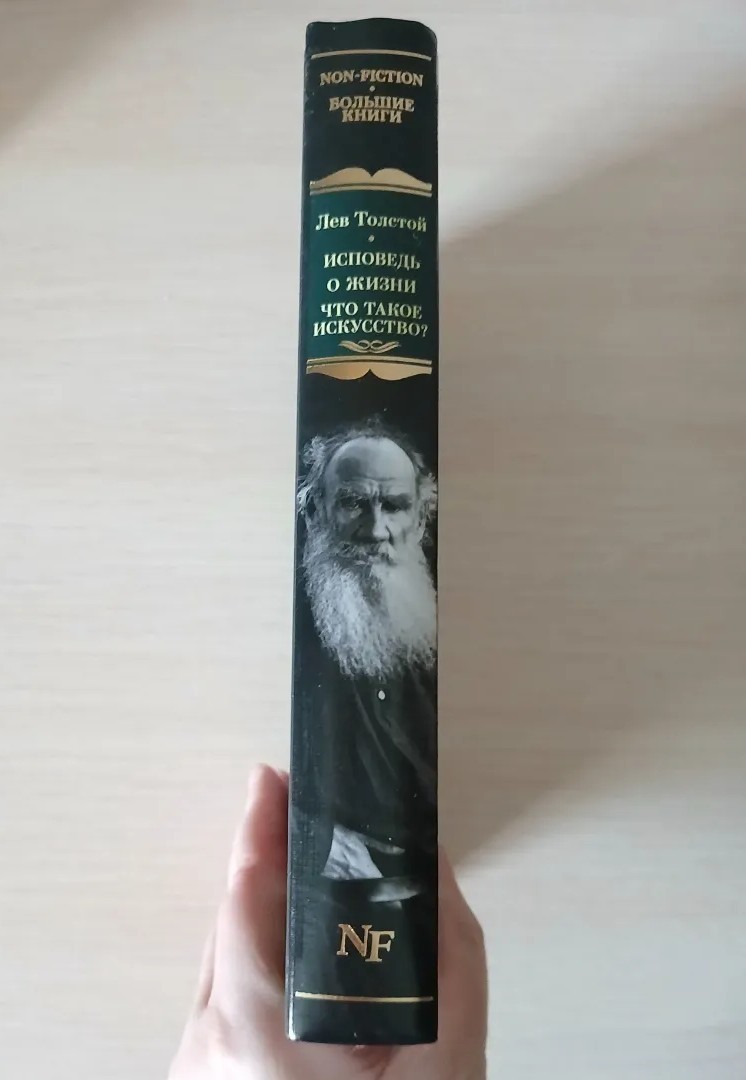 NON-FICTION
БОЛЬШИЕ
КНИГИ
Лев Толстой
ИСПОВЕДЬ
О ЖИЗНИ
ЧТО ТАКОЕ
ИСКУССТВО?
NF